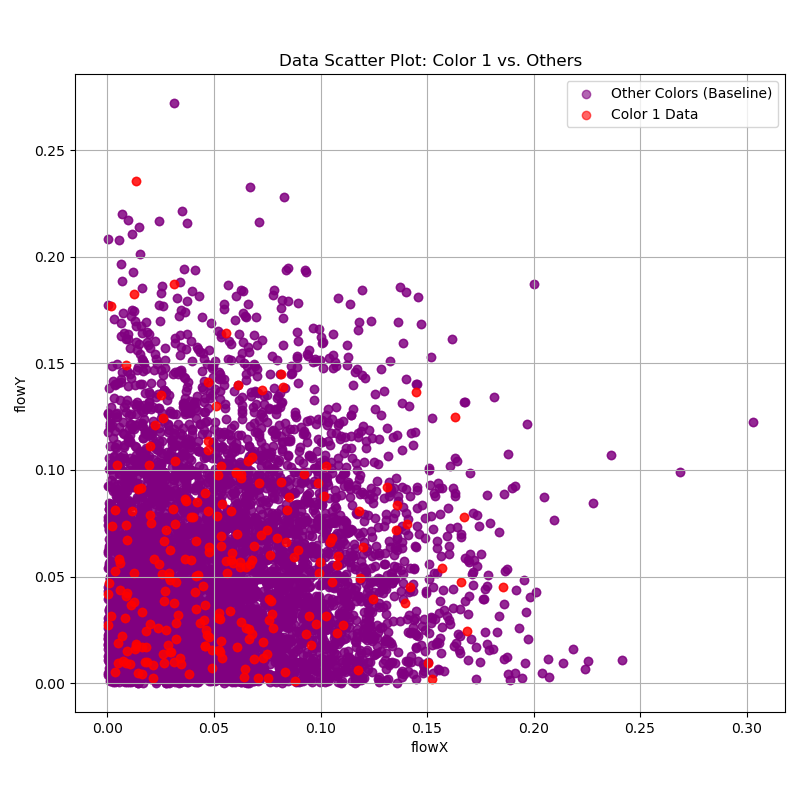 Data Scatter Plot: Color 1 vs. Others
Other Colors (Baseline)
Color 1 Data
flowY
0.25
0.20
0.15
0.10
0.05
0.00
0.00 0.05 0.10 0.15 0.20 0.25 0.30
flowX